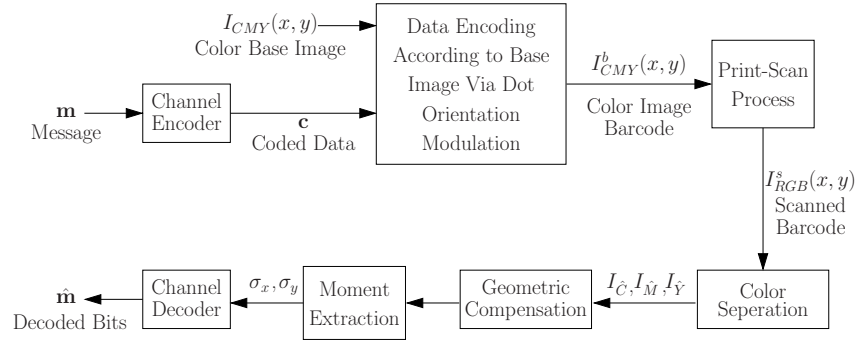 I_{CMY}(x, y)
Color Base Image
Data Encoding
According to Base
Image Via Dot
Orientation
Modulation
I^b_{CMY}(x, y)
Color Image
Barcode
Print-Scan
Process
m
Message
Channel
Encoder
c
Coded Data
I^s_{RGB}(x, y)
Scanned
Barcode
m̂
Decoded Bits
Channel
Decoder
σ_x, σ_y
Moment
Extraction
Geometric
Compensation
I_Ĉ, I_M̂, I_Ŷ
Color
Seperation